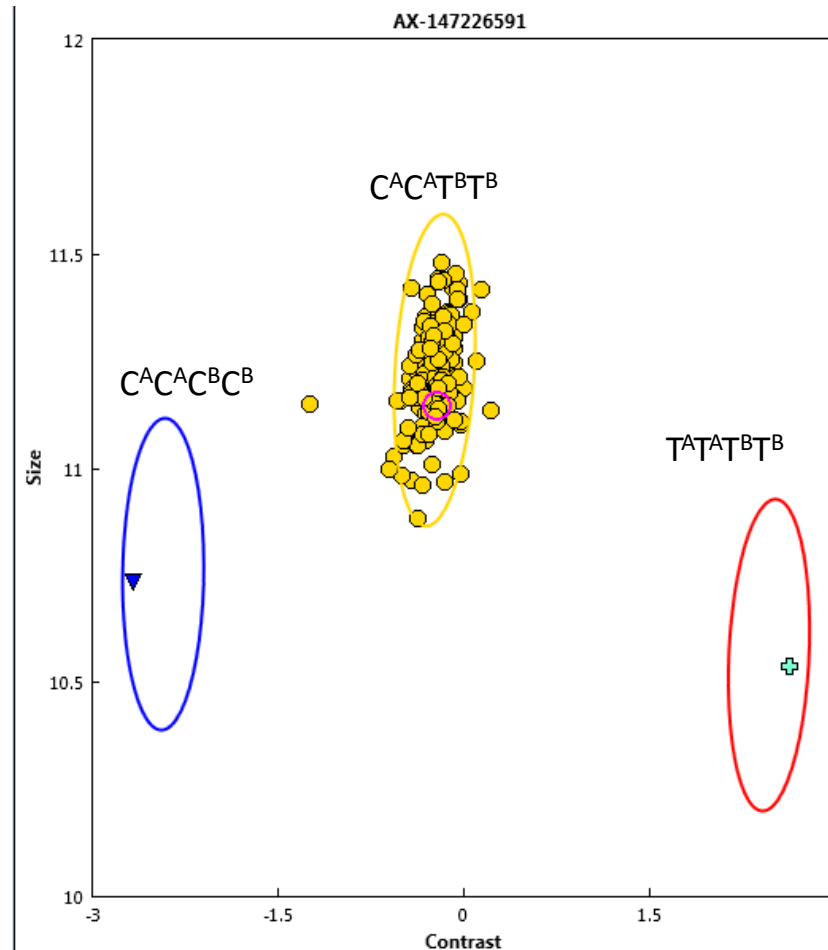 AX-147226591
12
CᴬCᴬTᴮTᴮ
11.5
CᴬCᴬCᴮCᴮ
TᴬTᴬTᴮTᴮ
11
Size
10.5
10
-3 -1.5 0 1.5
Contrast